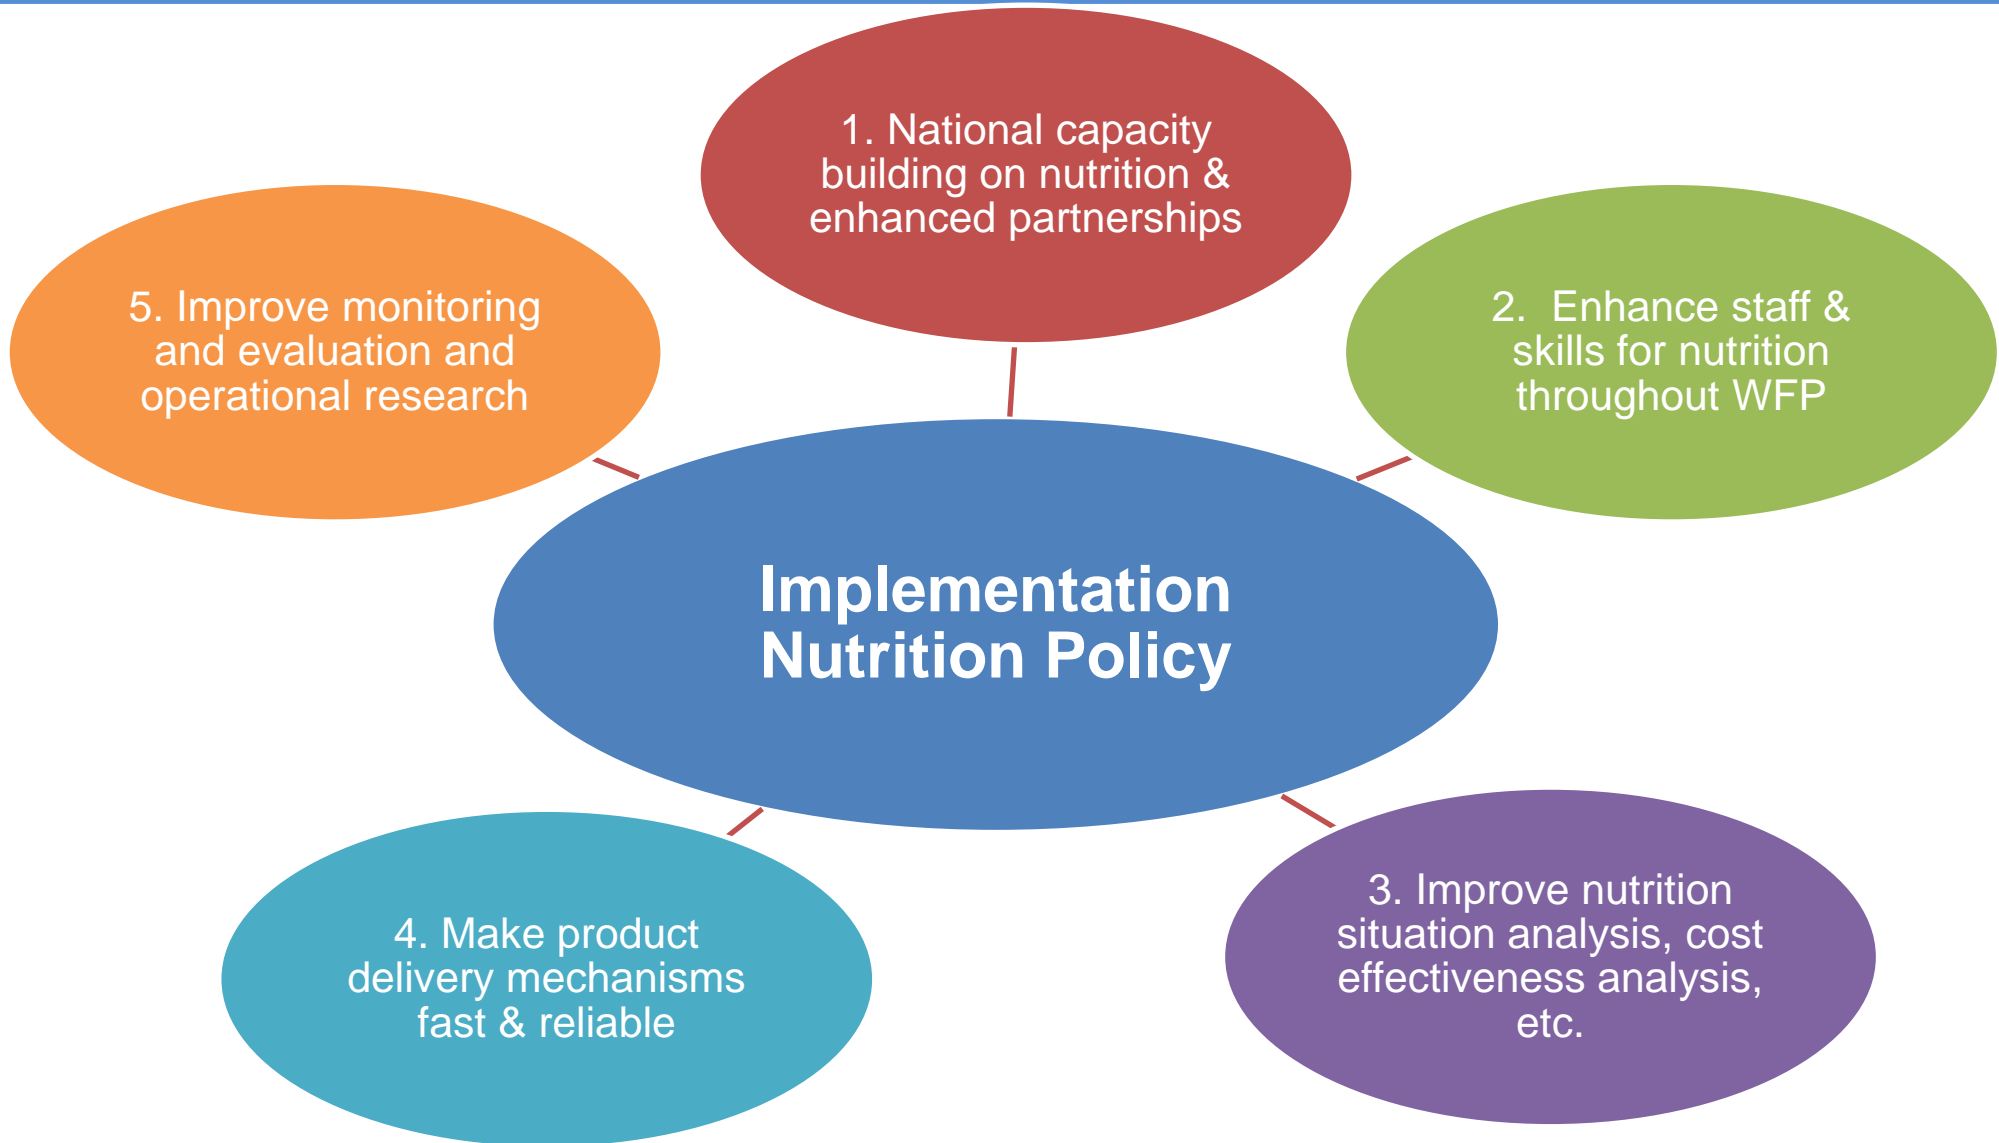 1. National capacity
building on nutrition &
enhanced partnerships
2.  Enhance staff &
skills for nutrition
throughout WFP
3. Improve nutrition
situation analysis, cost
effectiveness analysis,
etc.
4. Make product
delivery mechanisms
fast & reliable
5. Improve monitoring
and evaluation and
operational research
Implementation
Nutrition Policy